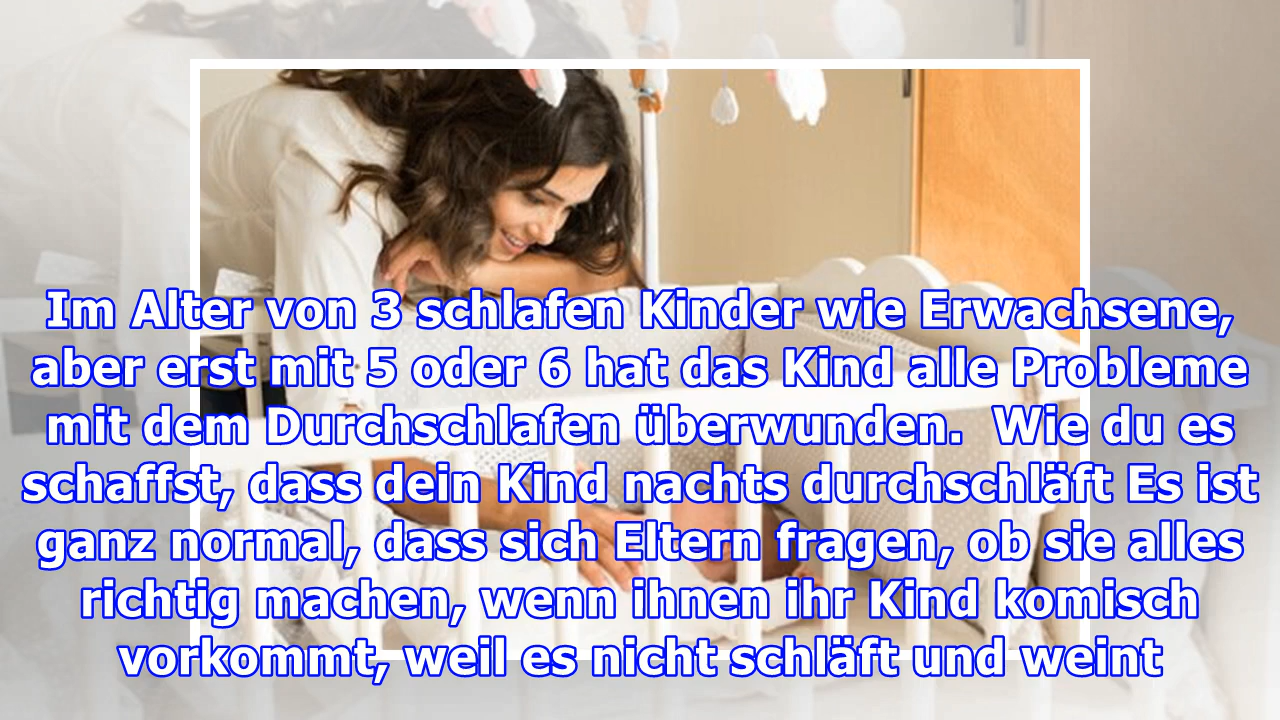 Im Alter von 3 schlafen Kinder wie Erwachsene,
aber erst mit 5 oder 6 hat das Kind alle Probleme
mit dem Durchschlafen überwunden.  Wie du es
schaffst, dass dein Kind nachts durchschläft Es ist
ganz normal, dass sich Eltern fragen, ob sie alles
richtig machen, wenn ihnen ihr Kind komisch
vorkommt, weil es nicht schläft und weint